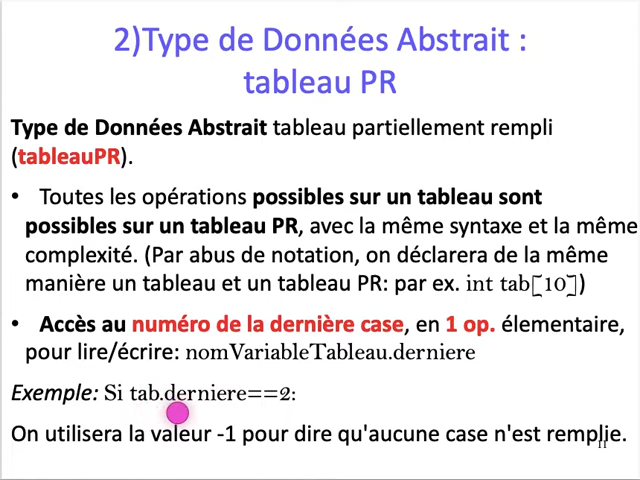 2)Type de Données Abstrait :
tableau PR
Type de Données Abstrait tableau partiellement rempli
(tableauPR).
• Toutes les opérations possibles sur un tableau sont
possibles sur un tableau PR, avec la même syntaxe et la même
complexité. (Par abus de notation, on déclarera de la même
manière un tableau et un tableau PR: par ex. int tab[10])
• Accès au numéro de la dernière case, en 1 op. élementaire,
pour lire/écrire: nomVariableTableau.derniere
Exemple: Si tab.derniere==2:
On utilisera la valeur -1 pour dire qu'aucune case n'est remplie.
11